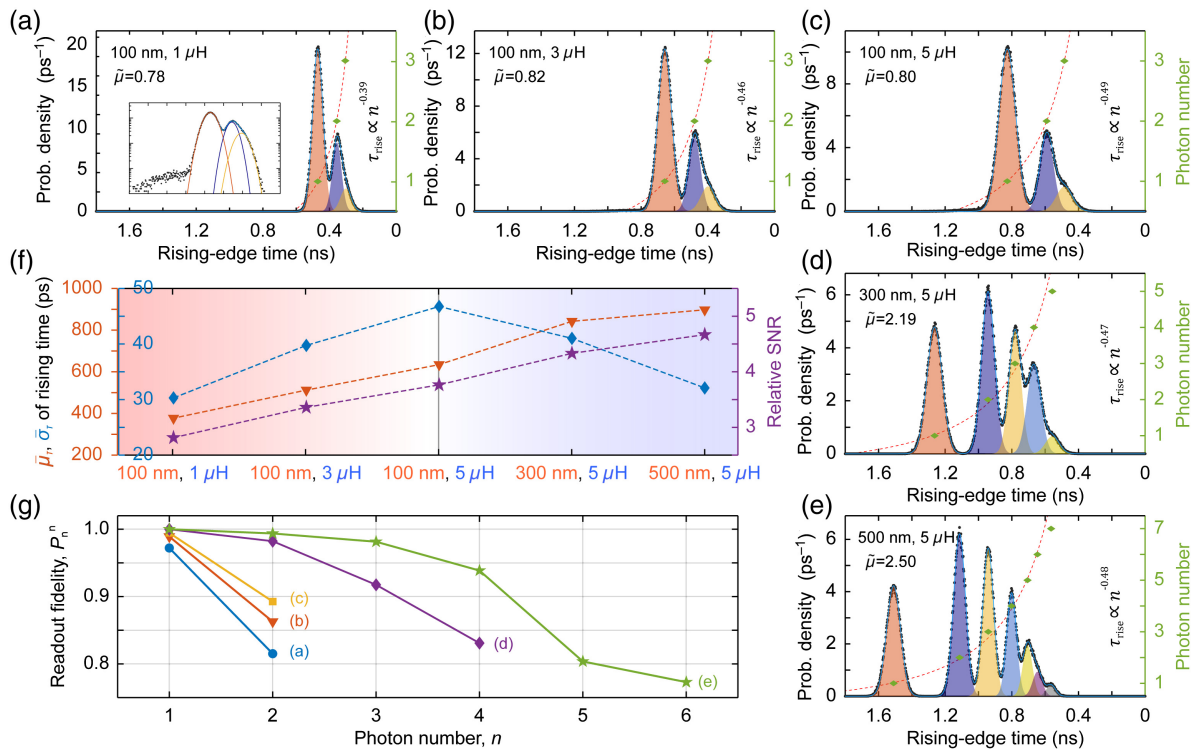 (a)
100 nm, 1 µH
μ̃=0.78
τrise ∝ n^-0.39
Prob. density (ps⁻¹)
20
15
10
5
0
1.6 1.2 0.8 0.4 0
Rising-edge time (ns)
3
2
1
(b)
100 nm, 3 µH
μ̃=0.82
τrise ∝ n^-0.46
Prob. density (ps⁻¹)
12
9
6
3
0
1.6 1.2 0.8 0.4 0
Rising-edge time (ns)
3
2
1
(c)
100 nm, 5 µH
μ̃=0.80
τrise ∝ n^-0.49
Prob. density (ps⁻¹)
10
8
6
4
2
0
1.6 1.2 0.8 0.4 0
Rising-edge time (ns)
3
2
1
Photon number
(f)
μ̄r, σ̄r of rising time (ps)
1000
800
600
400
200
50
40
30
20
5
4
3
Relative SNR
100 nm, 1 µH
100 nm, 3 µH
100 nm, 5 µH
300 nm, 5 µH
500 nm, 5 µH
(d)
300 nm, 5 µH
μ̃=2.19
τrise ∝ n^-0.47
Prob. density (ps⁻¹)
6
4
2
0
1.6 1.2 0.8 0.4 0
Rising-edge time (ns)
5
4
3
2
1
Photon number
(g)
Readout fidelity, Pnⁿ
1.0
0.9
0.8
(c)
(b)
(a)
(d)
(e)
1 2 3 4 5 6
Photon number, n
(e)
500 nm, 5 µH
μ̃=2.50
τrise ∝ n^-0.48
Prob. density (ps⁻¹)
6
5
4
3
2
1
0
1.6 1.2 0.8 0.4 0
Rising-edge time (ns)
7
5
3
1
Photon number